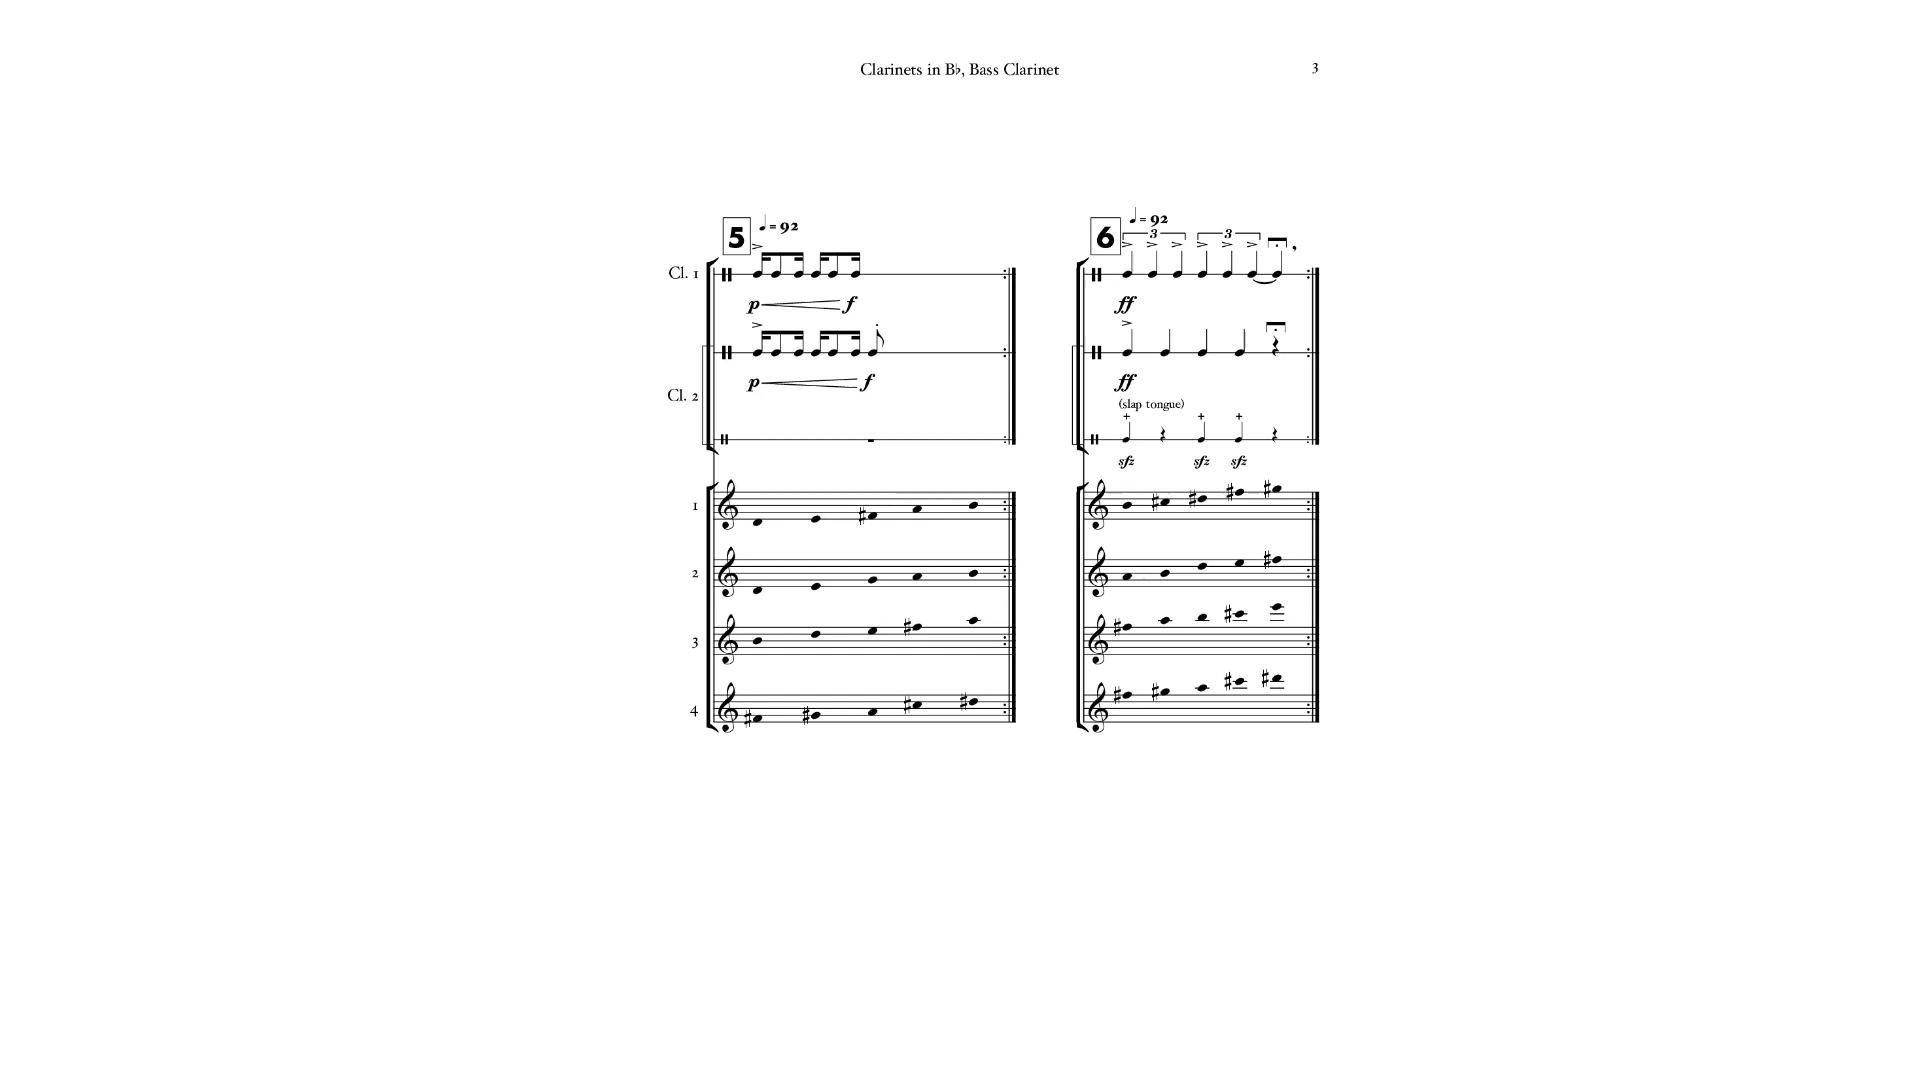 Clarinets in B♭, Bass Clarinet 3
5 ♩ = 92
6 ♩ = 92
3 3
Cl. 1
p f
ff
Cl. 2
p f
ff
(slap tongue)
+ + +
sfz sfz sfz
1
2
3
4